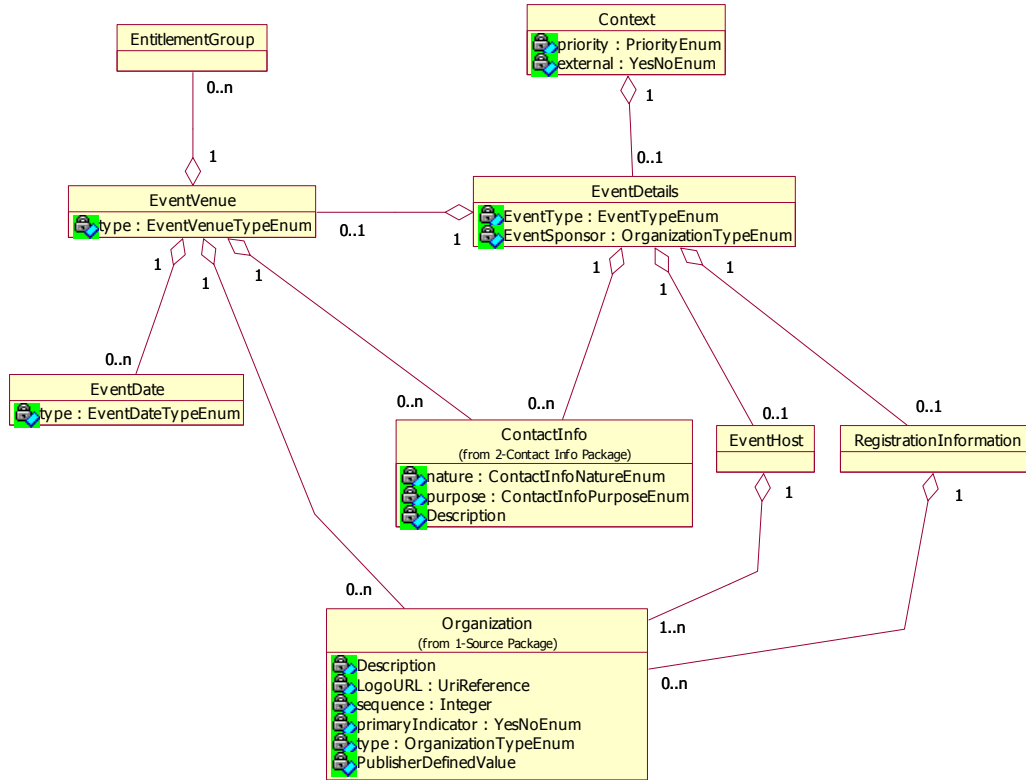 Context
priority : PriorityEnum
external : YesNoEnum
EntitlementGroup
0..n
1
1
0..1
EventVenue
type : EventVenueTypeEnum
EventDetails
EventType : EventTypeEnum
EventSponsor : OrganizationTypeEnum
0..1
1
1
1
1
1
1
1
0..n
EventDate
type : EventDateTypeEnum
0..n
0..n
0..1
0..1
ContactInfo
(from 2-Contact Info Package)
nature : ContactInfoNatureEnum
purpose : ContactInfoPurposeEnum
Description
EventHost
RegistrationInformation
1
1
0..n
1..n
0..n
Organization
(from 1-Source Package)
Description
LogoURL : UriReference
sequence : Integer
primaryIndicator : YesNoEnum
type : OrganizationTypeEnum
PublisherDefinedValue